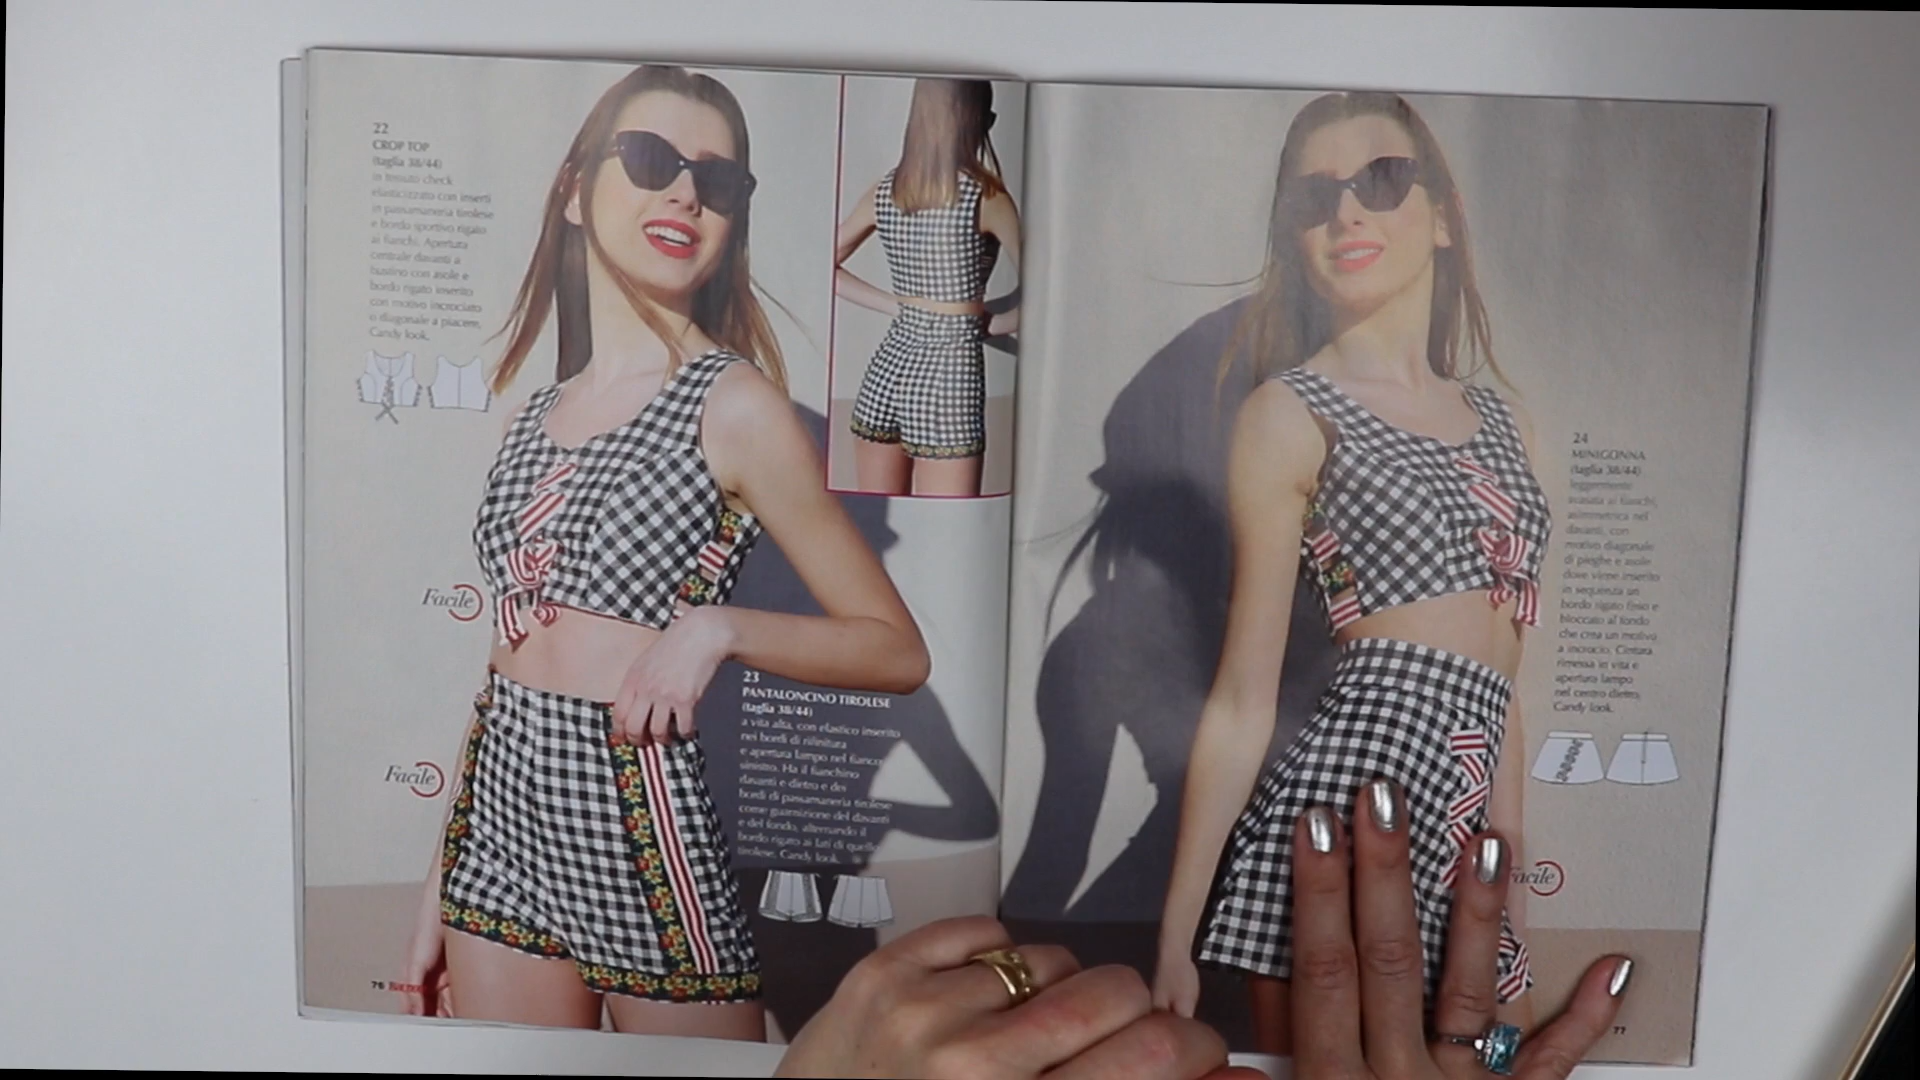 22
CROP TOP
(taglia 38/44)
in tessuto check
elasticizzato con inserti
in passamaneria tirolese
e bordo sportivo rigato
ai fianchi. Apertura
centrale davanti a
bustino con asole e
bordo rigato inserito
con motivo incrociato
o diagonale a piacere.
Candy look.
Facile
Facile
23
PANTALONCINO TIROLESE
(taglia 38/44)
a vita alta, con elastico inserito
nei bordi di rifinitura
e apertura lampo nel fianco
sinistro. Ha il fianchino
davanti e dietro e dei
bordi di passamaneria tirolese
come guarnizione del davanti
e del fondo, alternando il
bordo rigato ai lati di quello
tirolese. Candy look.
76
24
MINIGONNA
(taglia 38/44)
leggermente
svasata ai fianchi,
asimmetrica nel
davanti, con
motivo diagonale
di pieghe e asole
dove viene inserito
in sequenza un
bordo rigato fisso e
bloccato al fondo
che crea un motivo
a incrocio. Cintura
rimessa in vita e
apertura lampo
nel centro dietro.
Candy look.
Facile
77